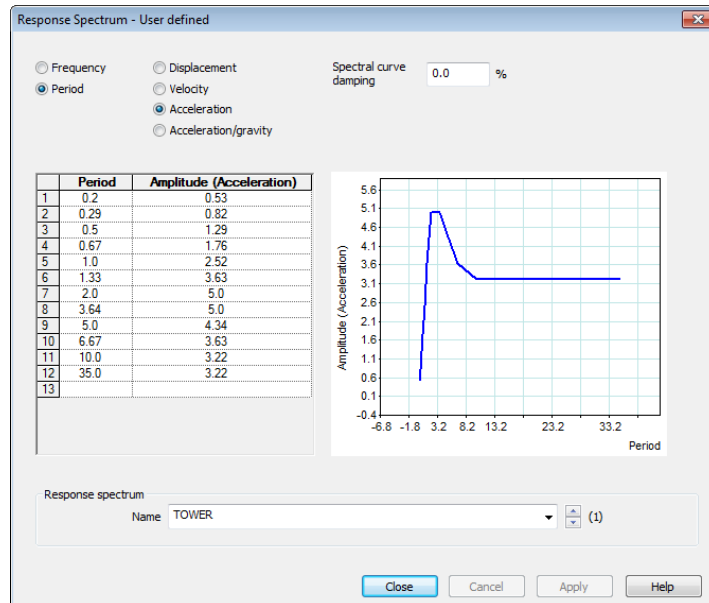 Response Spectrum - User defined
Frequency
Period
Displacement
Velocity
Acceleration
Acceleration/gravity
Spectral curve
damping
0.0 %
Period Amplitude (Acceleration)
1 0.2 0.53
2 0.29 0.82
3 0.5 1.29
4 0.67 1.76
5 1.0 2.52
6 1.33 3.63
7 2.0 5.0
8 3.64 5.0
9 5.0 4.34
10 6.67 3.63
11 10.0 3.22
12 35.0 3.22
13
Amplitude (Acceleration)
5.6
5.1
4.6
4.1
3.6
3.1
2.6
2.1
1.6
1.1
0.6
0.1
-0.4
-6.8 -1.8 3.2 8.2 13.2 23.2 33.2
Period
Response spectrum
Name TOWER (1)
Close Cancel Apply Help